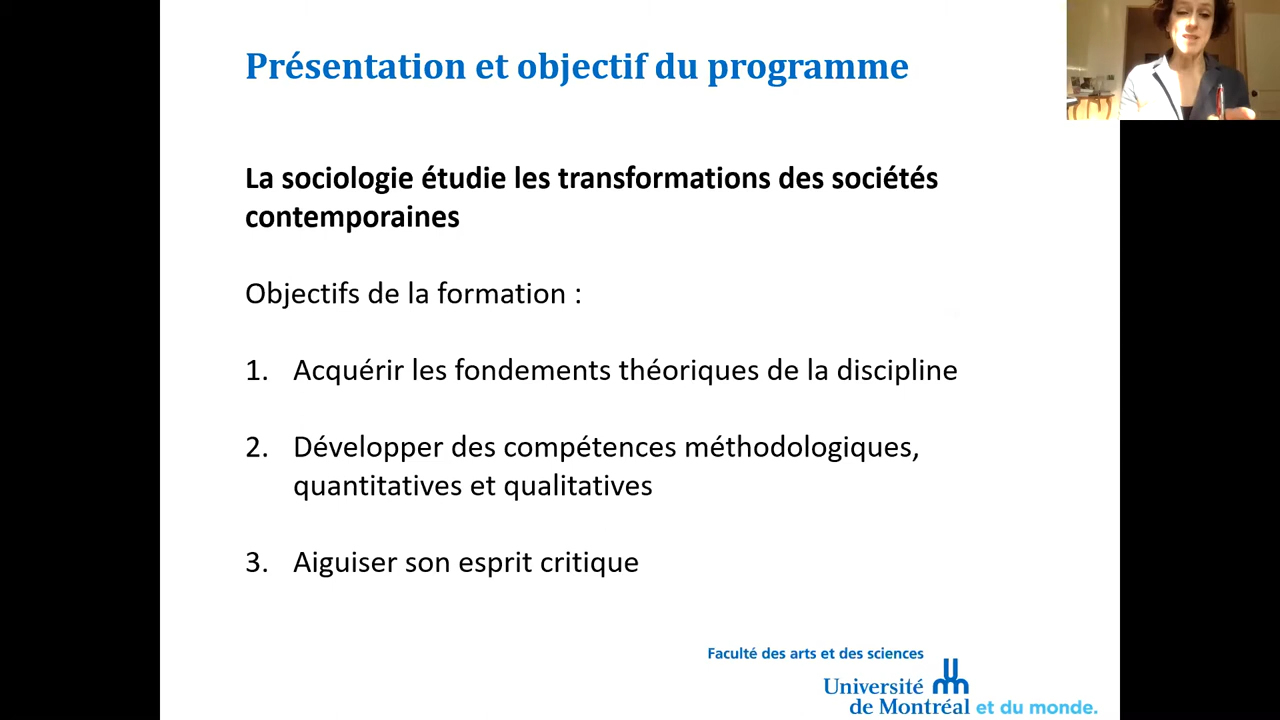 Présentation et objectif du programme
La sociologie étudie les transformations des sociétés
contemporaines
Objectifs de la formation :
1. Acquérir les fondements théoriques de la discipline
2. Développer des compétences méthodologiques,
quantitatives et qualitatives
3. Aiguiser son esprit critique
Faculté des arts et des sciences
Université
de Montréal et du monde.